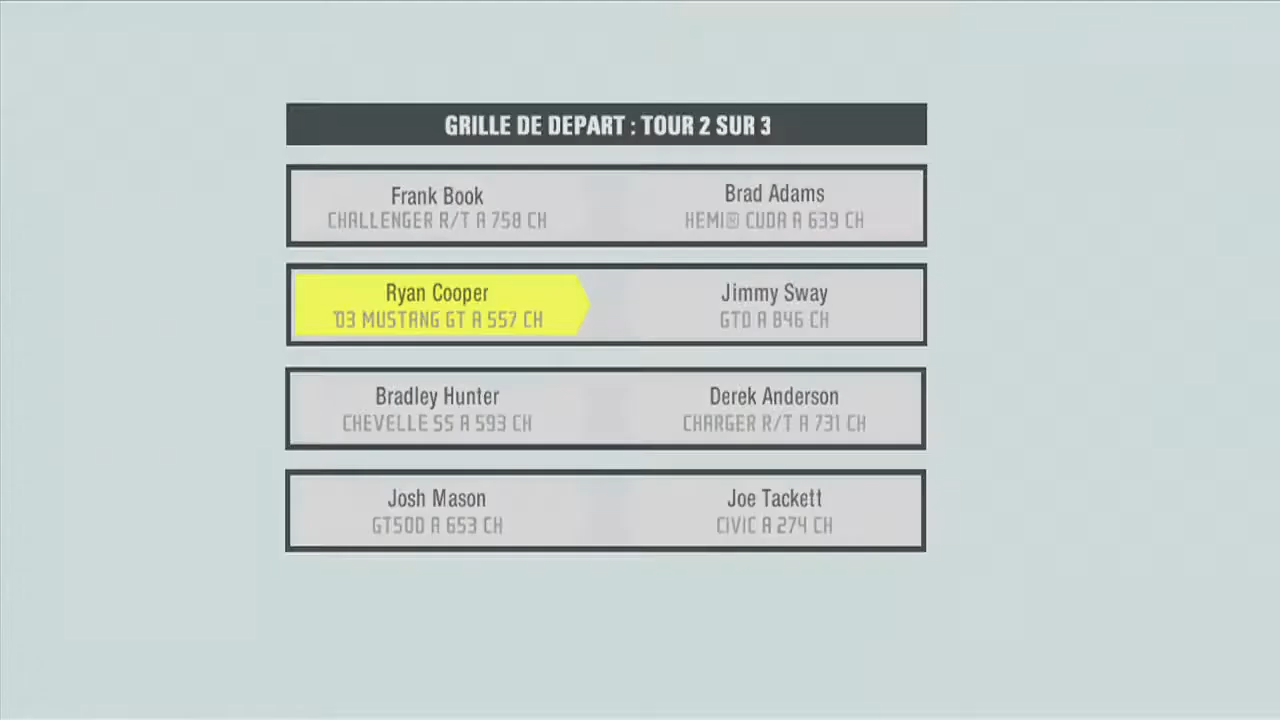 GRILLE DE DEPART : TOUR 2 SUR 3
Frank Book
CHALLENGER R/T A 758 CH
Brad Adams
HEMI® CUDA A 639 CH
Ryan Cooper
'03 MUSTANG GT A 557 CH
Jimmy Sway
GTO A 846 CH
Bradley Hunter
CHEVELLE SS A 593 CH
Derek Anderson
CHARGER R/T A 731 CH
Josh Mason
GT500 A 653 CH
Joe Tackett
CIVIC A 274 CH